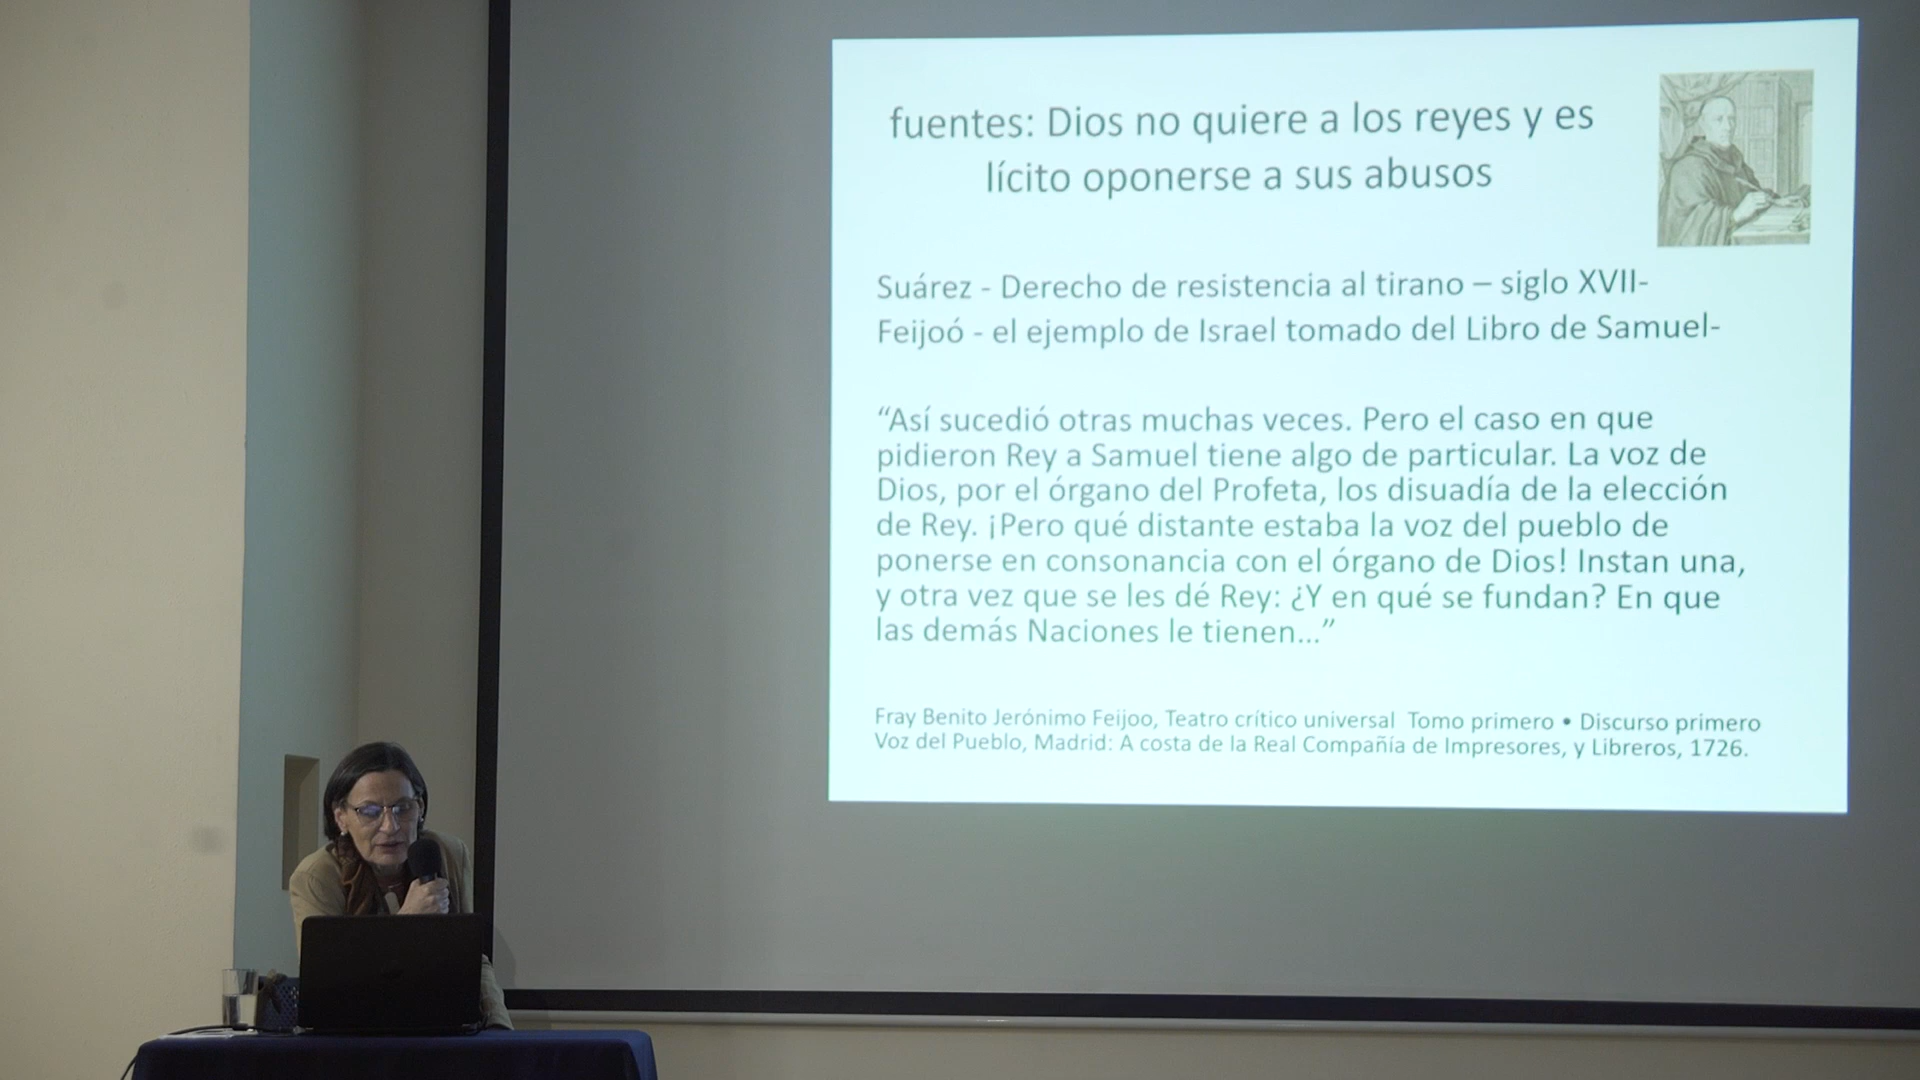 fuentes: Dios no quiere a los reyes y es
lícito oponerse a sus abusos
Suárez - Derecho de resistencia al tirano – siglo XVII-
Feijoó - el ejemplo de Israel tomado del Libro de Samuel-
“Así sucedió otras muchas veces. Pero el caso en que
pidieron Rey a Samuel tiene algo de particular. La voz de
Dios, por el órgano del Profeta, los disuadía de la elección
de Rey. ¡Pero qué distante estaba la voz del pueblo de
ponerse en consonancia con el órgano de Dios! Instan una,
y otra vez que se les dé Rey: ¿Y en qué se fundan? En que
las demás Naciones le tienen...”
Fray Benito Jerónimo Feijoo, Teatro crítico universal Tomo primero • Discurso primero
Voz del Pueblo, Madrid: A costa de la Real Compañía de Impresores, y Libreros, 1726.